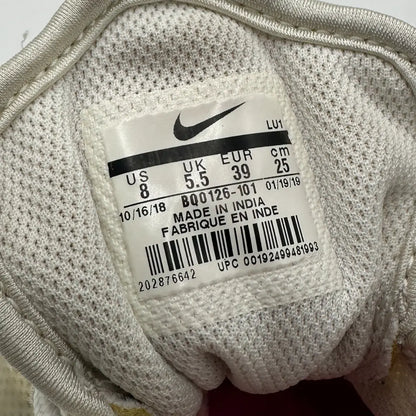 LU1
US UK EUR cm
8 5.5 39 25
10/16/18 BQ0126-101 01/19/19
MADE IN INDIA
FABRIQUE EN INDE
202876642 UPC 00192499481993